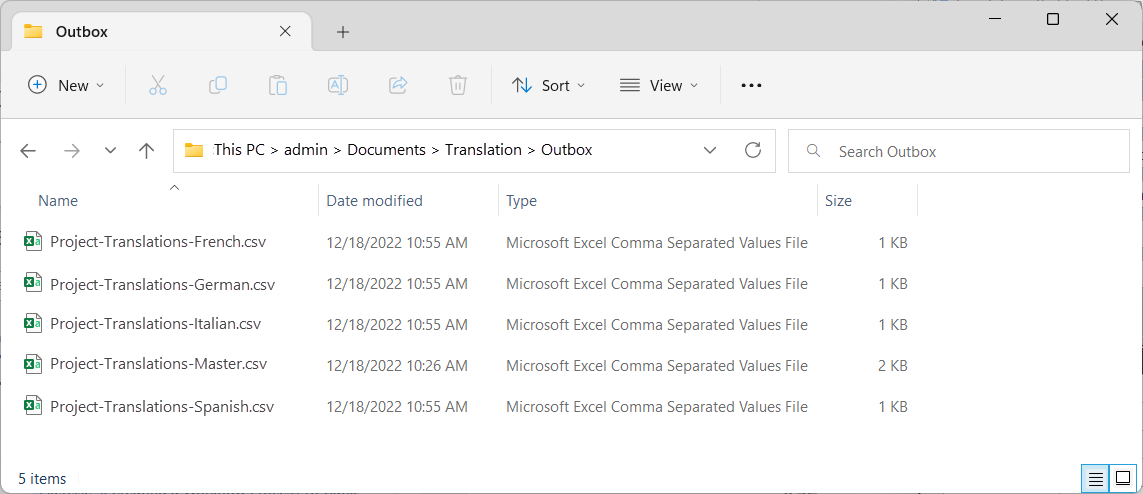 Outbox
New Sort View
This PC > admin > Documents > Translation > Outbox Search Outbox
Name Date modified Type Size
Project-Translations-French.csv 12/18/2022 10:55 AM Microsoft Excel Comma Separated Values File 1 KB
Project-Translations-German.csv 12/18/2022 10:55 AM Microsoft Excel Comma Separated Values File 1 KB
Project-Translations-Italian.csv 12/18/2022 10:55 AM Microsoft Excel Comma Separated Values File 1 KB
Project-Translations-Master.csv 12/18/2022 10:26 AM Microsoft Excel Comma Separated Values File 2 KB
Project-Translations-Spanish.csv 12/18/2022 10:55 AM Microsoft Excel Comma Separated Values File 1 KB
5 items